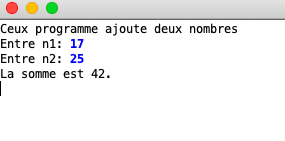 Ceux programme ajoute deux nombres
Entre n1: 17
Entre n2: 25
La somme est 42.